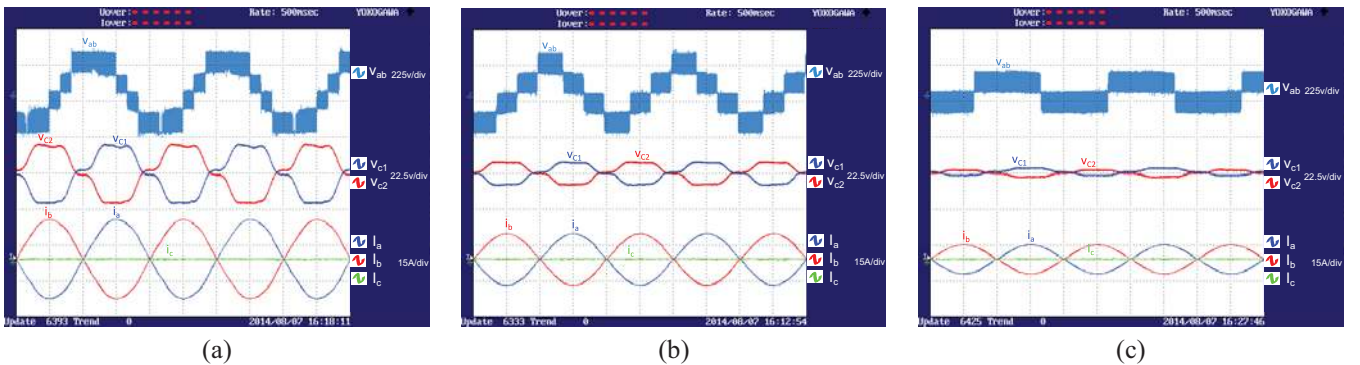 Uover:
Iover:
Rate: 500msec
YOKOGAWA
Vab
Vab 225v/div
VC2
VC1
Vc1
Vc2 22.5v/div
ib
ia
ic
Ia
Ib 15A/div
Ic
Update 6393 Trend 0 2014/08/07 16:18:11
(a)
Uover:
Iover:
Rate: 500msec
YOKOGAWA
Vab
Vab 225v/div
VC1
VC2
Vc1
Vc2 22.5v/div
ib
ia
ic
Ia
Ib 15A/div
Ic
Update 6333 Trend 0 2014/08/07 16:12:54
(b)
Uover:
Iover:
Rate: 500msec
YOKOGAWA
Vab
Vab 225v/div
VC1
VC2
Vc1
Vc2 22.5v/div
ib
ia
ic
Ia
Ib 15A/div
Ic
Update 6425 Trend 0 2014/08/07 16:27:46
(c)